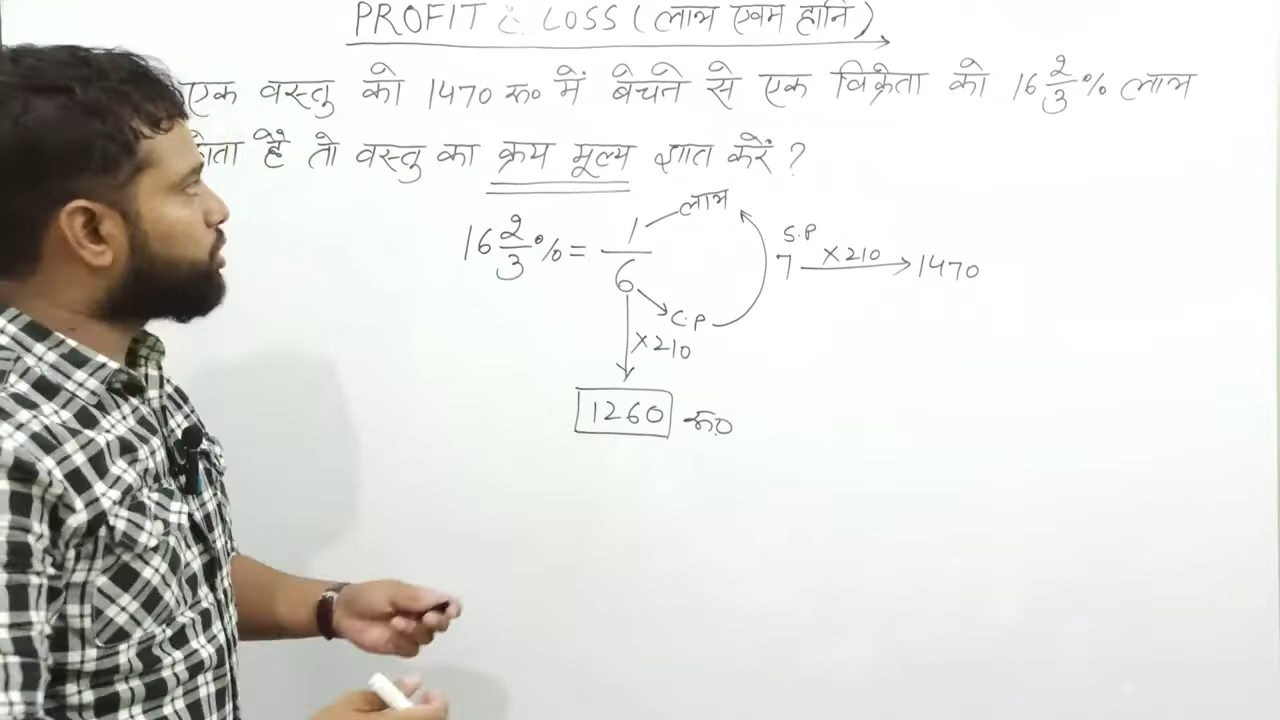 PROFIT & LOSS ( लाभ एवम हानि )
एक वस्तु को 1470 रू० में बेचने से एक विक्रेता को 16 2/3 % लाभ
होता है तो वस्तु का क्रय मूल्य ज्ञात करें ?
16 2/3 % = 1/6
लाभ
C.P
S.P
7 ×210 → 1470
×210
1260 रू०